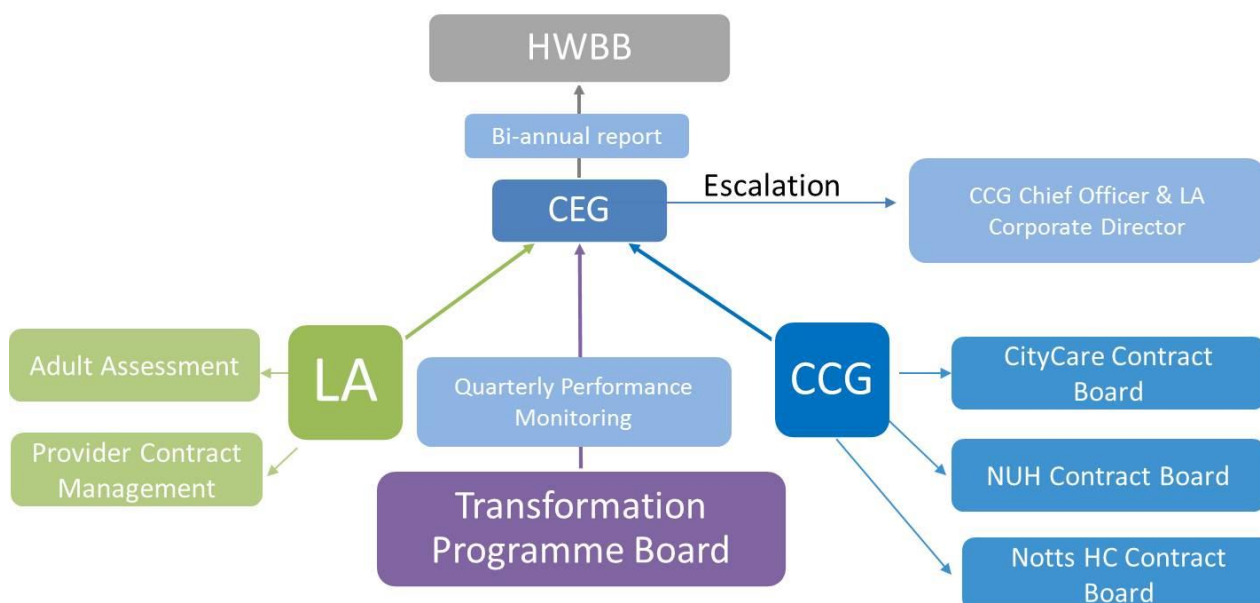 HWBB
Bi-annual report
CEG
Escalation
CCG Chief Officer & LA
Corporate Director
Adult Assessment
LA
Provider Contract
Management
Quarterly Performance
Monitoring
Transformation
Programme Board
CCG
CityCare Contract
Board
NUH Contract Board
Notts HC Contract
Board